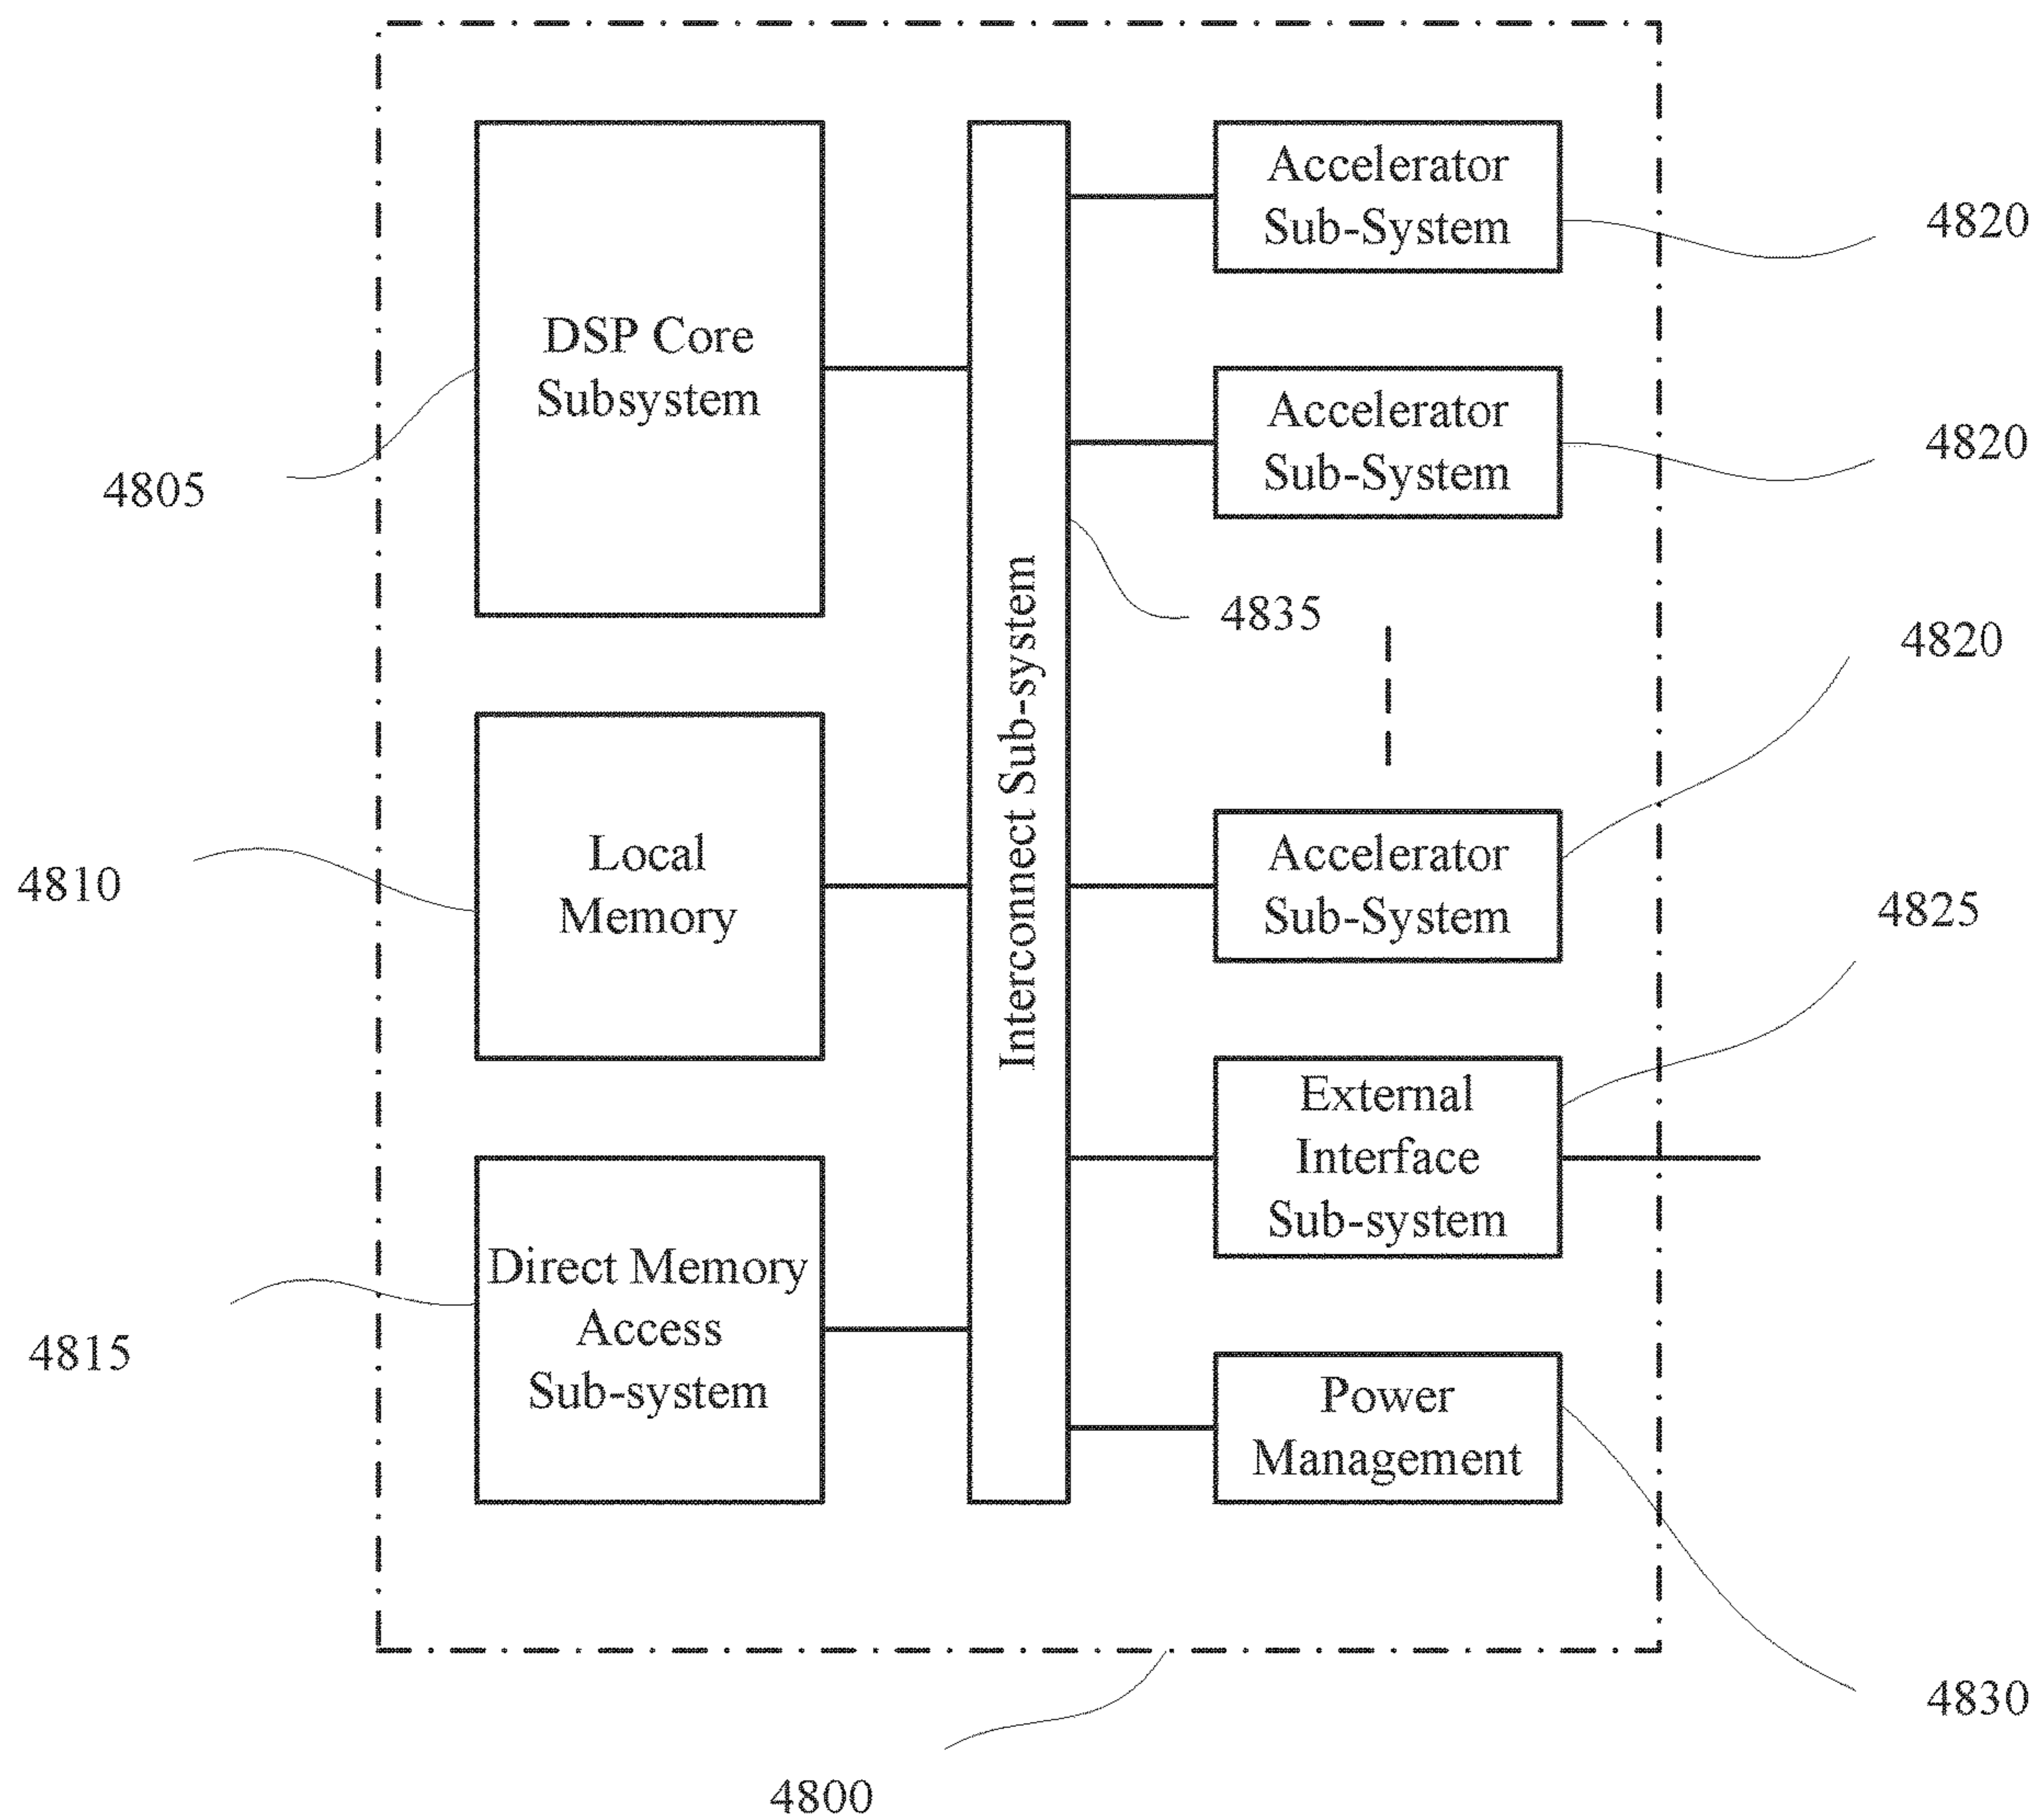 Accelerator
Sub-System
4820
DSP Core
Subsystem
4805
Accelerator
Sub-System
4820
Interconnect Sub-system
4835
4820
Local
Memory
4810
Accelerator
Sub-System
4825
External
Interface
Sub-system
Direct Memory
Access
Sub-system
4815
Power
Management
4830
4800